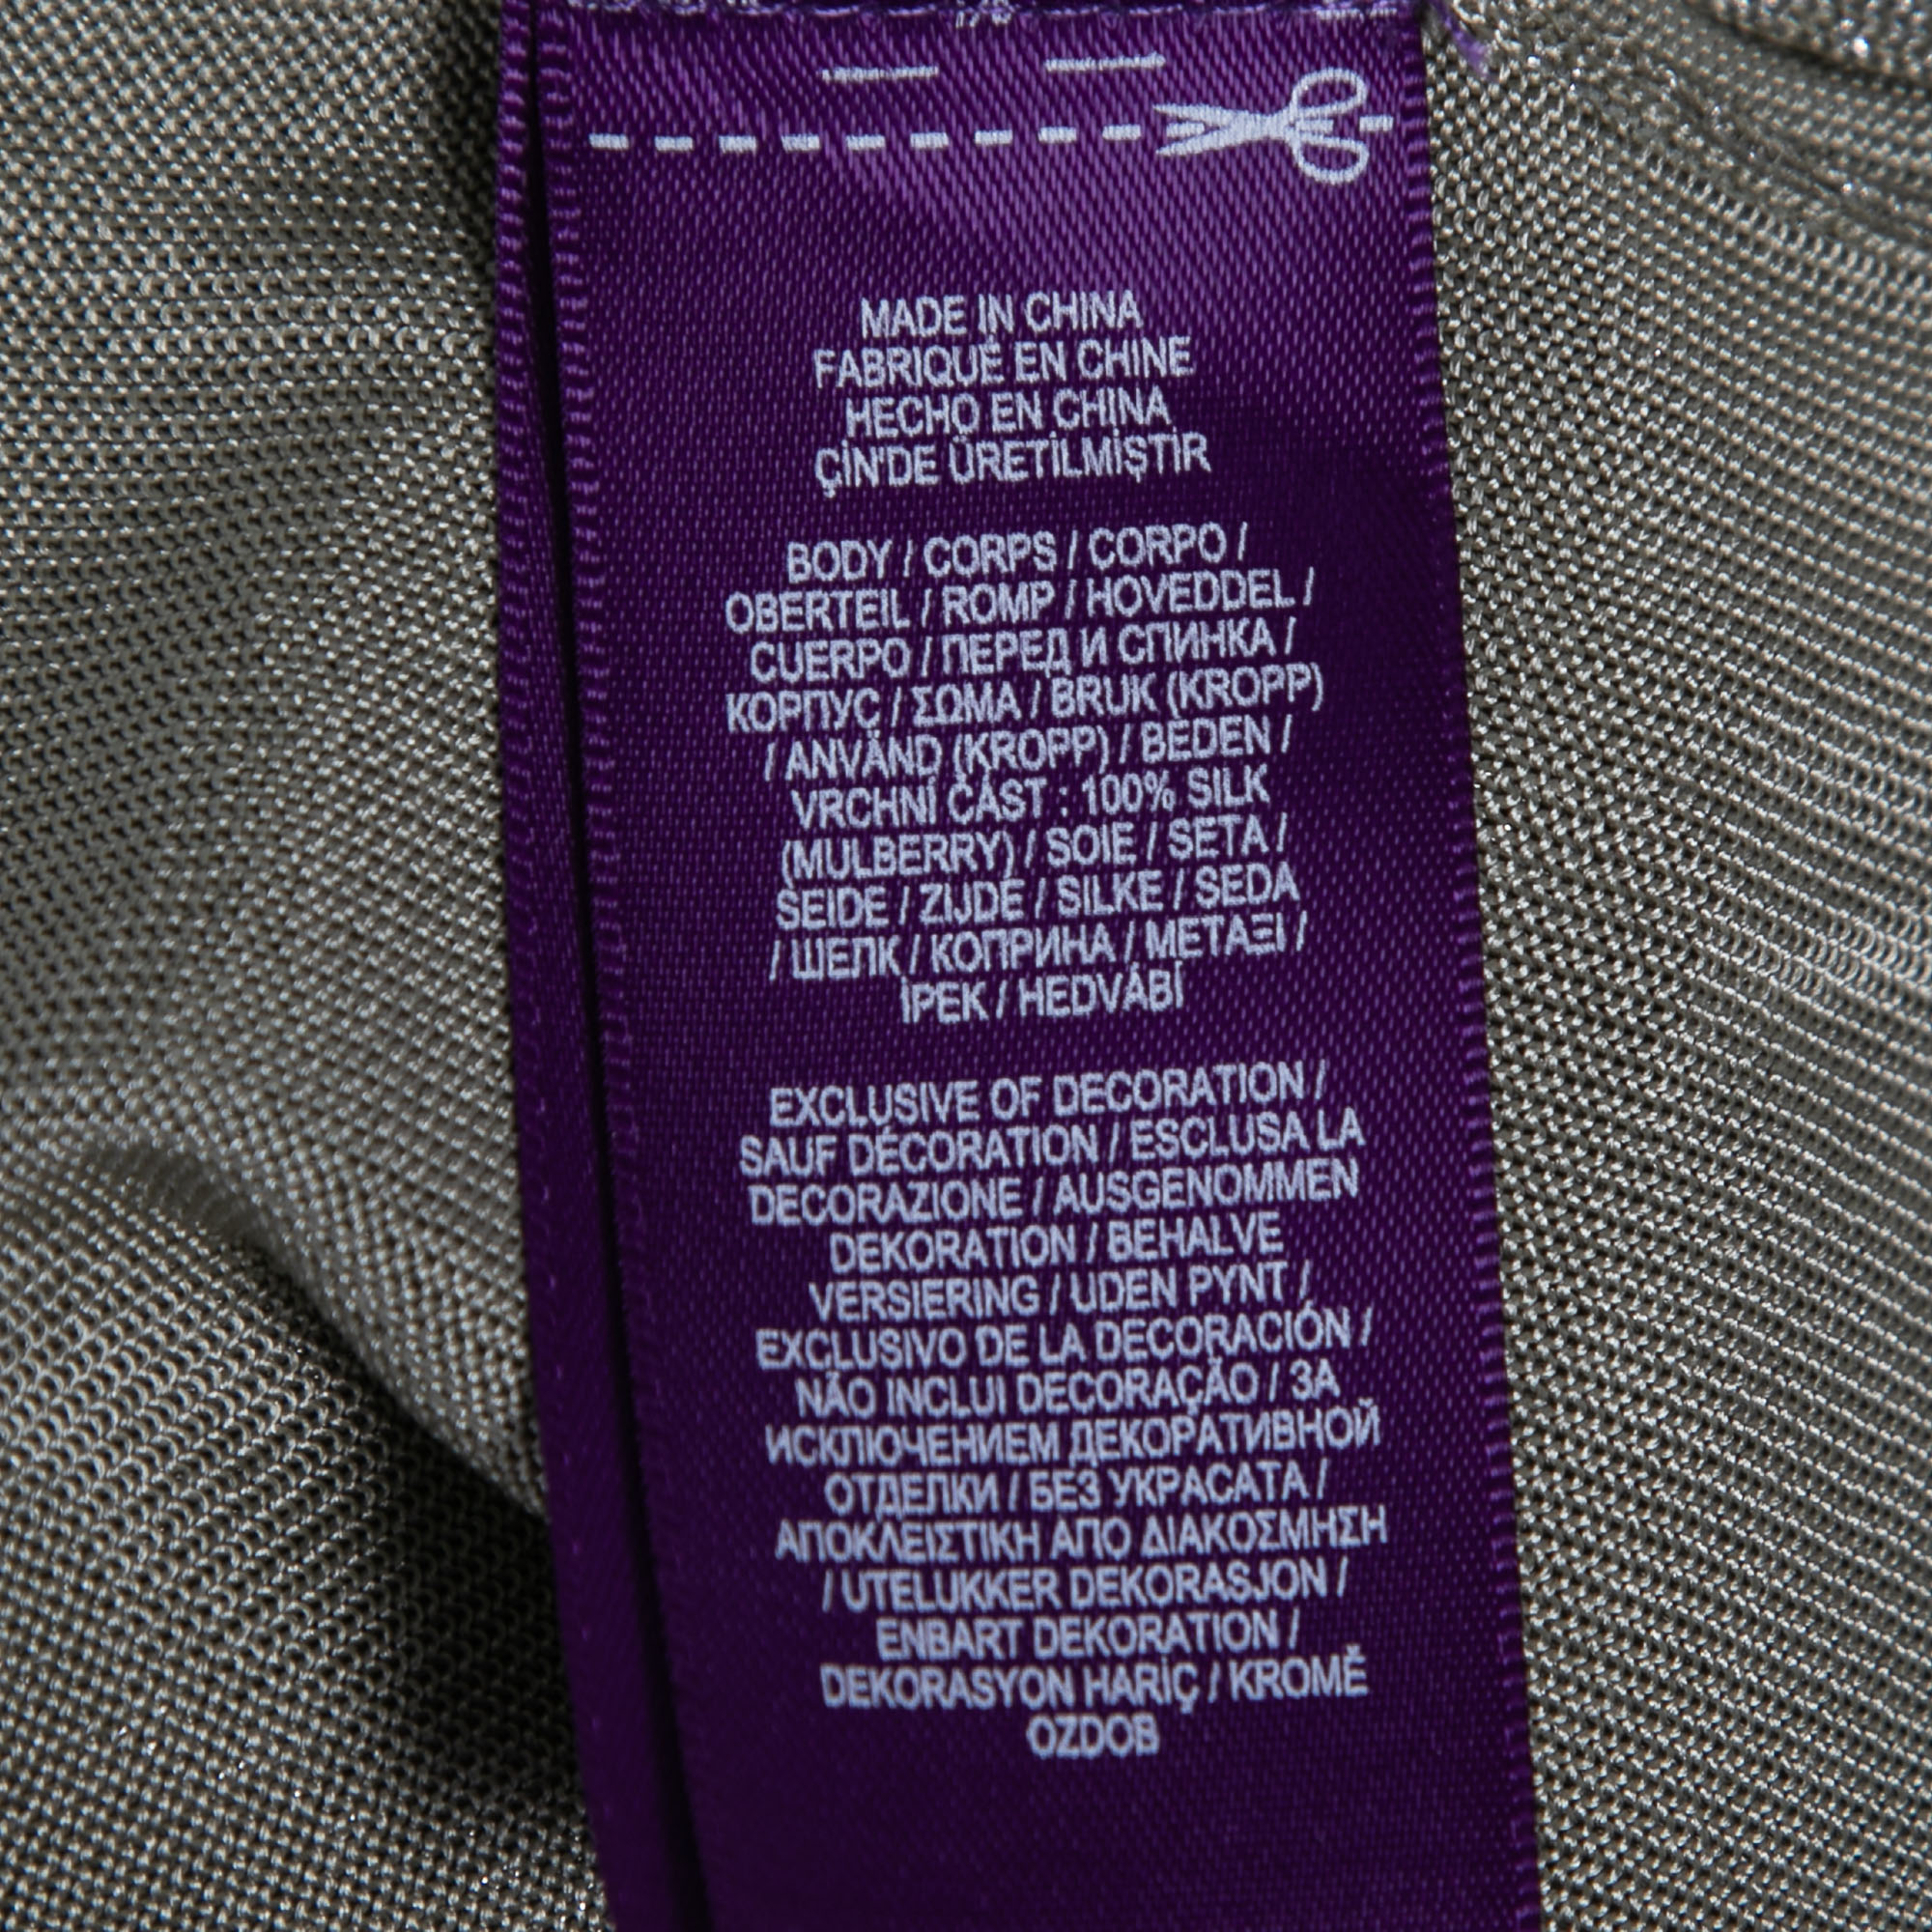 MADE IN CHINA
FABRIQUÉ EN CHINE
HECHO EN CHINA
ÇİN'DE ÜRETİLMİŞTİR
BODY / CORPS / CORPO /
OBERTEIL / ROMP / HOVEDDEL /
CUERPO / ПЕРЕД И СПИНКА /
КОРПУС / ΣΩΜΑ / BRUK (KROPP)
/ ANVÄND (KROPP) / BEDEN /
VRCHNÍ ČÁST : 100% SILK
(MULBERRY) / SOIE / SETA /
SEIDE / ZIJDE / SILKE / SEDA
/ ШЕЛК / КОПРИНА / ΜΕΤΑΞΙ /
İPEK / HEDVÁBÍ
EXCLUSIVE OF DECORATION /
SAUF DÉCORATION / ESCLUSA LA
DECORAZIONE / AUSGENOMMEN
DEKORATION / BEHALVE
VERSIERING / UDEN PYNT /
EXCLUSIVO DE LA DECORACIÓN /
NÃO INCLUI DECORAÇÃO / ЗА
ИСКЛЮЧЕНИЕМ ДЕКОРАТИВНОЙ
ОТДЕЛКИ / БЕЗ УКРАСАТА /
ΑΠΟΚΛΕΙΣΤΙΚΗ ΑΠΟ ΔΙΑΚΟΣΜΗΣΗ
/ UTELUKKER DEKORASJON /
ENBART DEKORATION /
DEKORASYON HARİÇ / KROMĚ
OZDOB